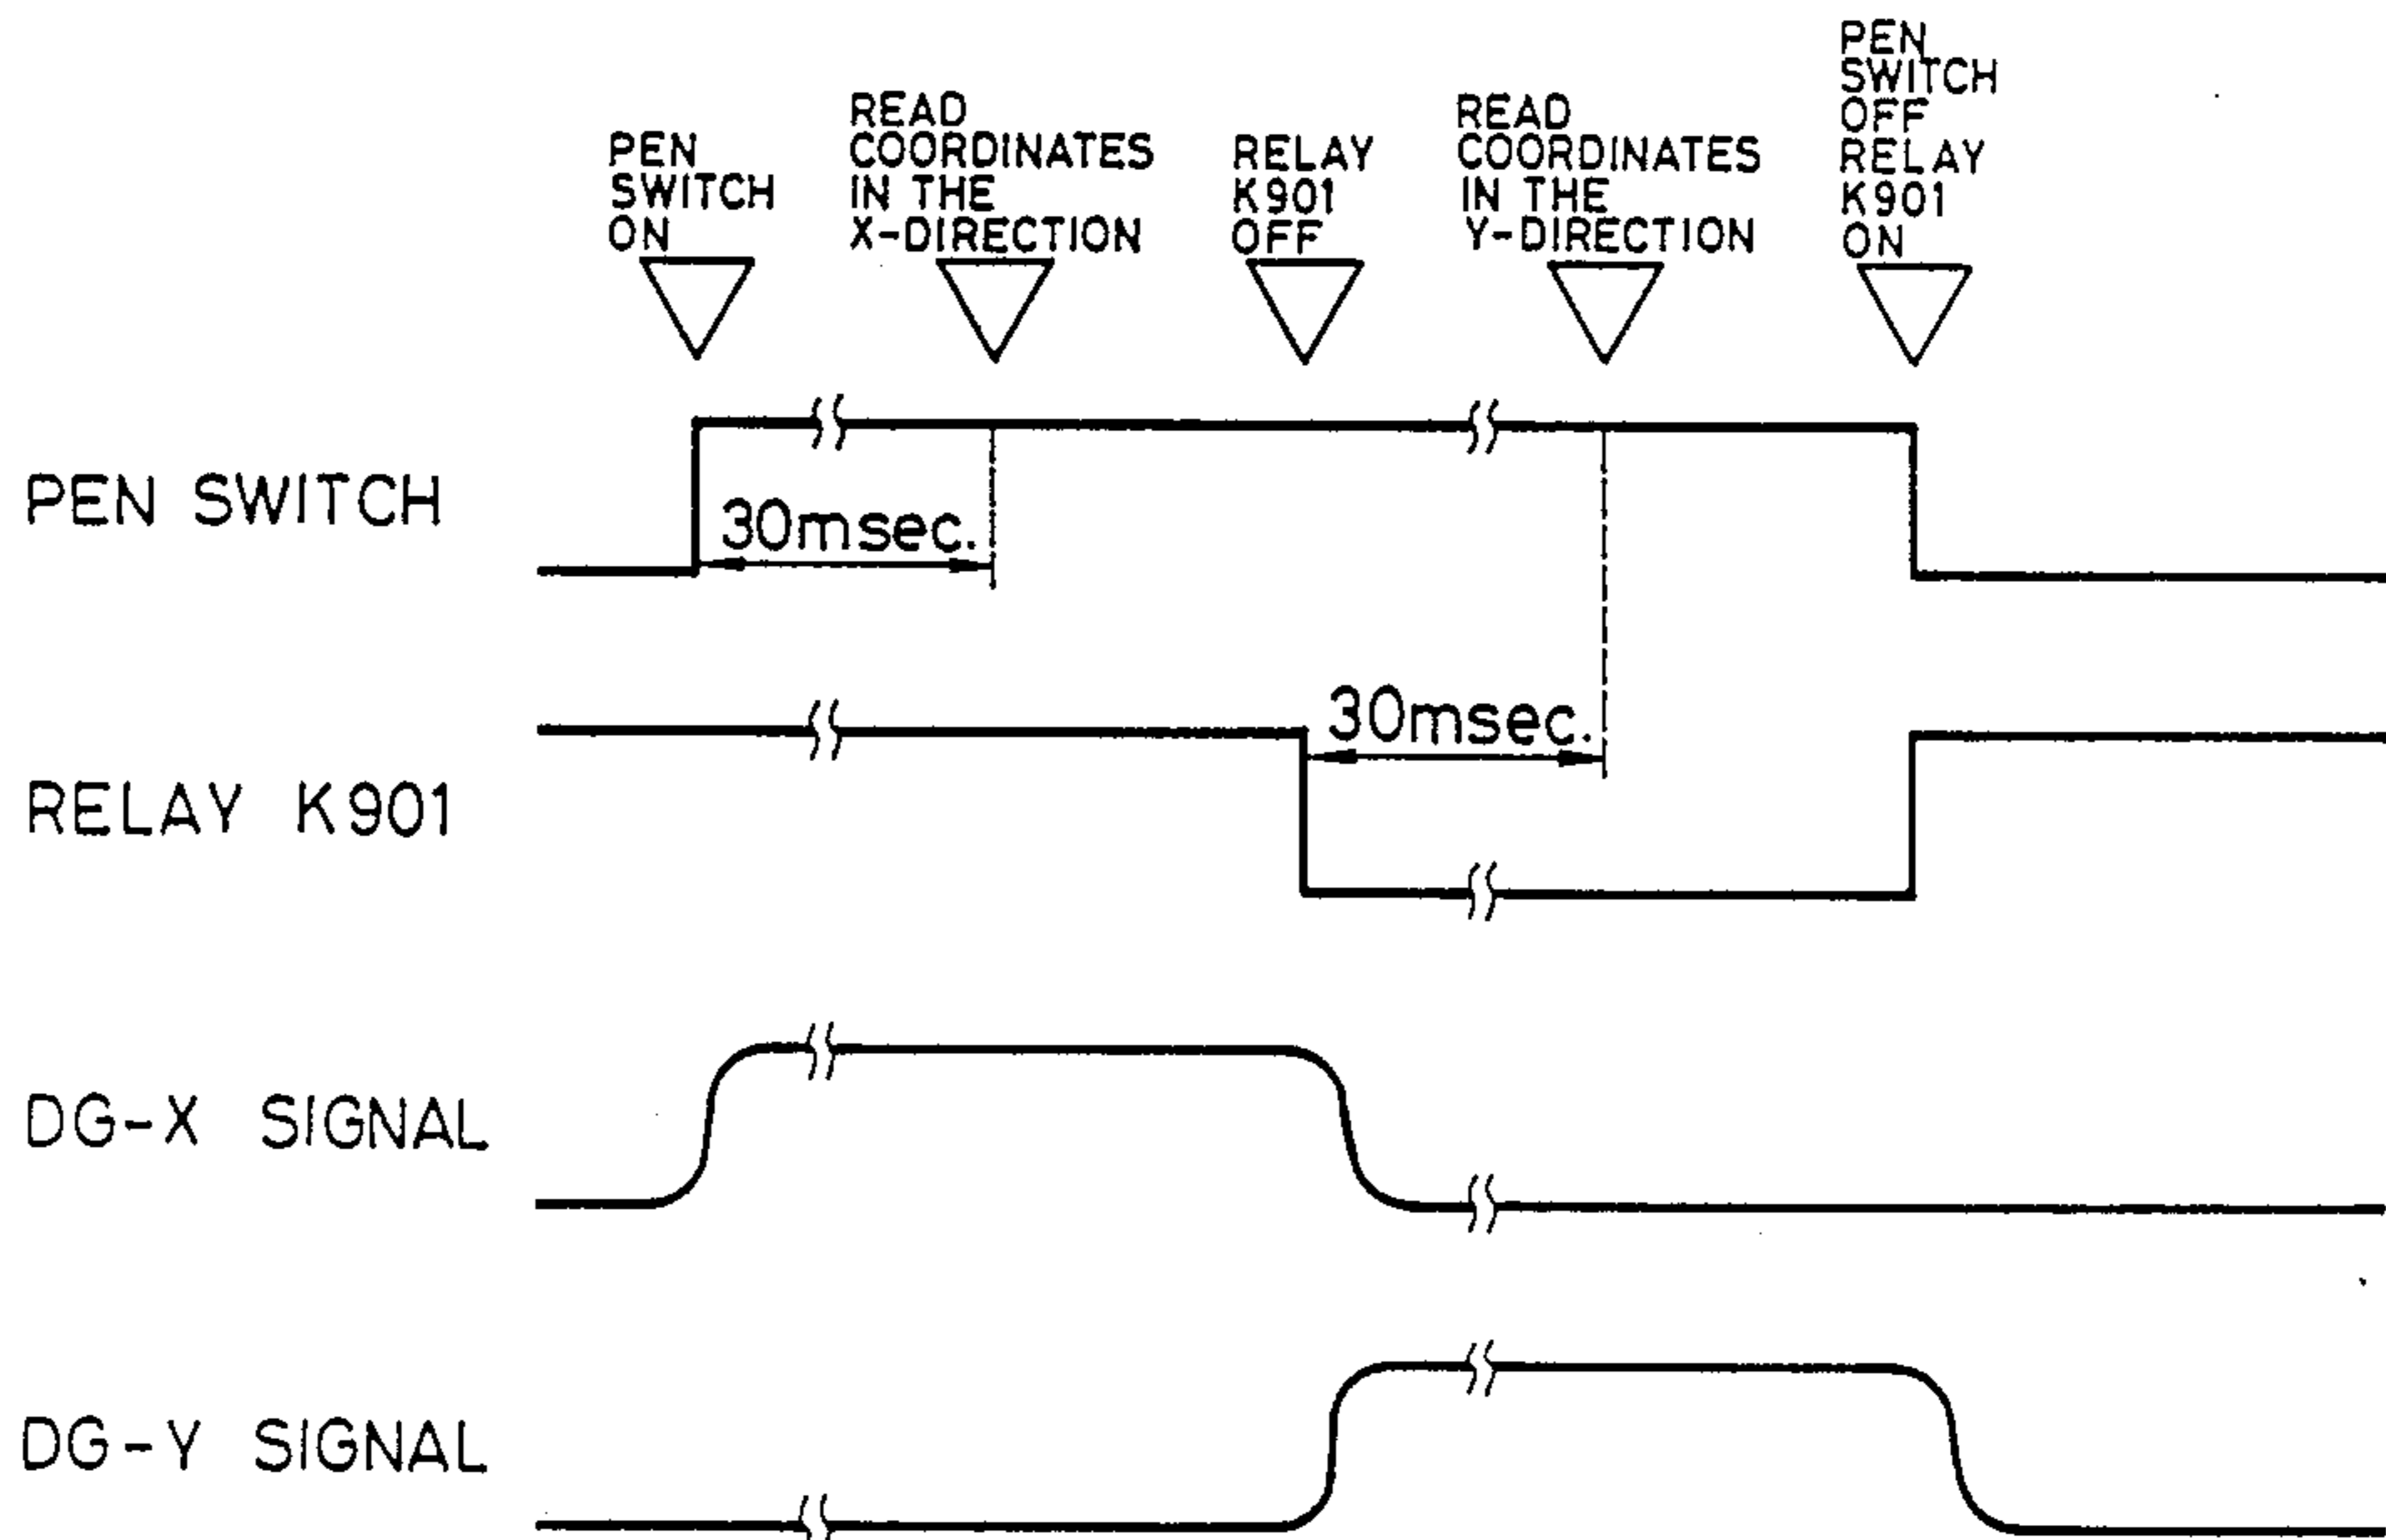 PEN
SWITCH
ON
READ
COORDINATES
IN THE
X-DIRECTION
RELAY
K901
OFF
READ
COORDINATES
IN THE
Y-DIRECTION
PEN
SWITCH
OFF
RELAY
K901
ON
PEN SWITCH
30msec.
RELAY K901
30msec.
DG-X SIGNAL
DG-Y SIGNAL